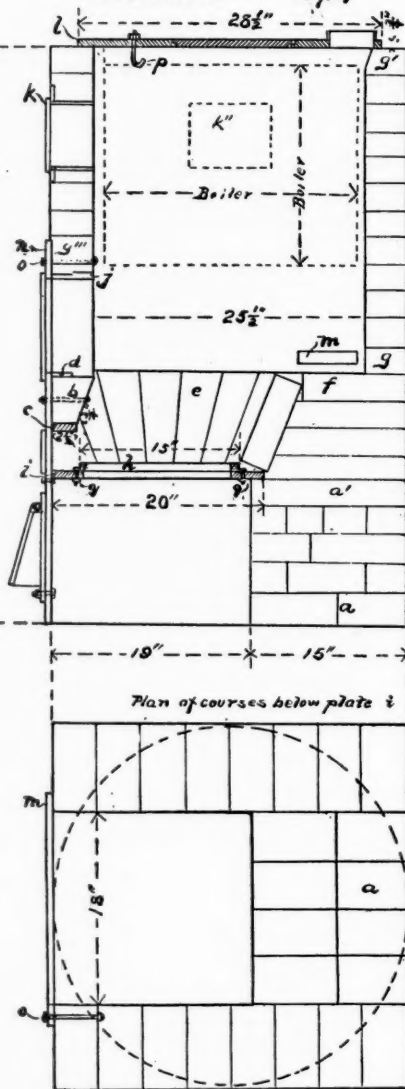 28½"
l
p
g'
k
k"
Boiler
Boiler
n
g'''
o
j
25½"
m
d
g
b
e
f
c
15"
h
i
g
g'
a'
20"
a
19"
15"
Plan of courses below plate i
m
18"
a
o